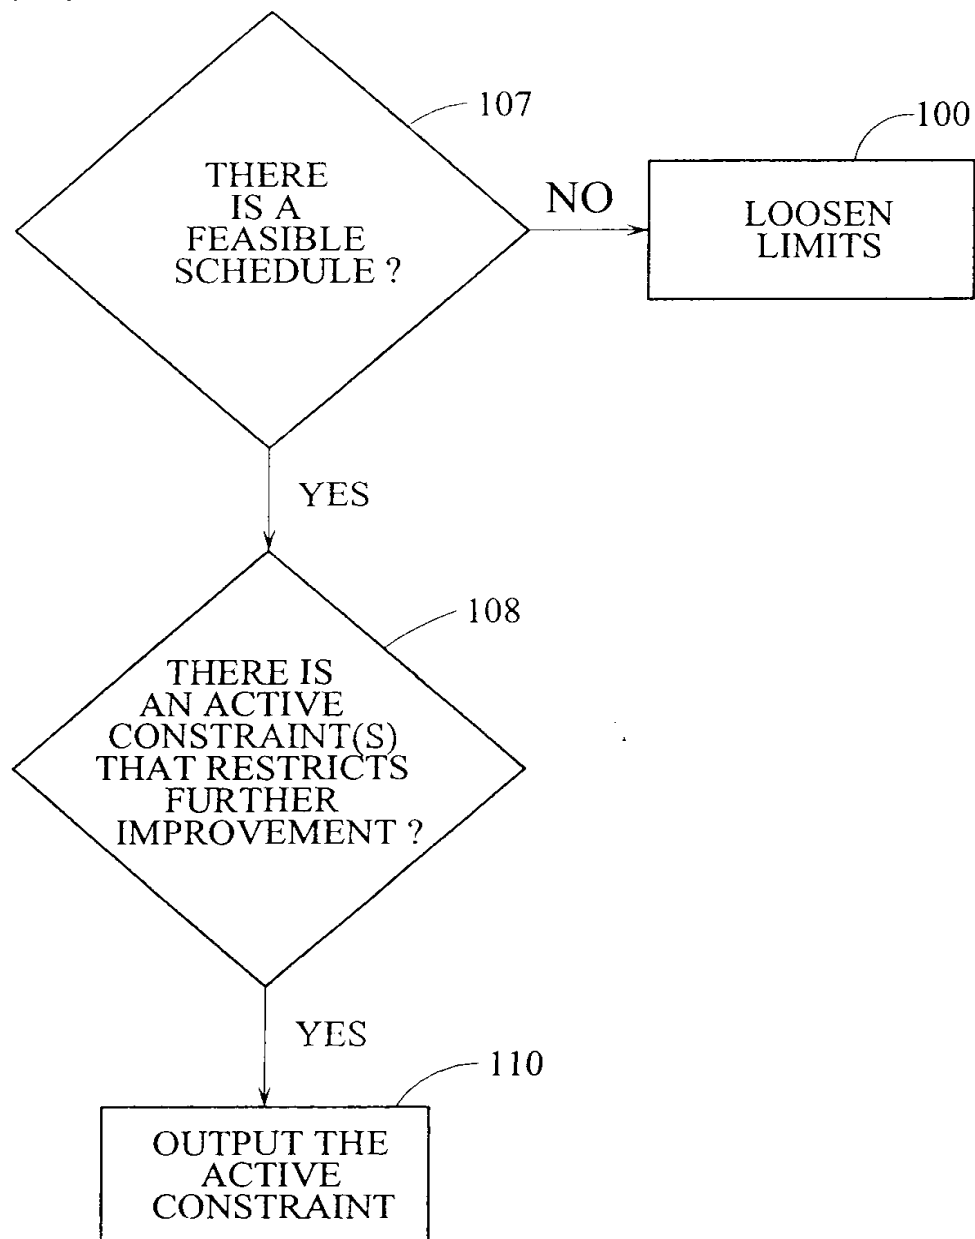 107
THERE
IS A
FEASIBLE
SCHEDULE ?
NO
100
LOOSEN
LIMITS
YES
108
THERE IS
AN ACTIVE
CONSTRAINT(S)
THAT RESTRICTS
FURTHER
IMPROVEMENT ?
YES
110
OUTPUT THE
ACTIVE
CONSTRAINT